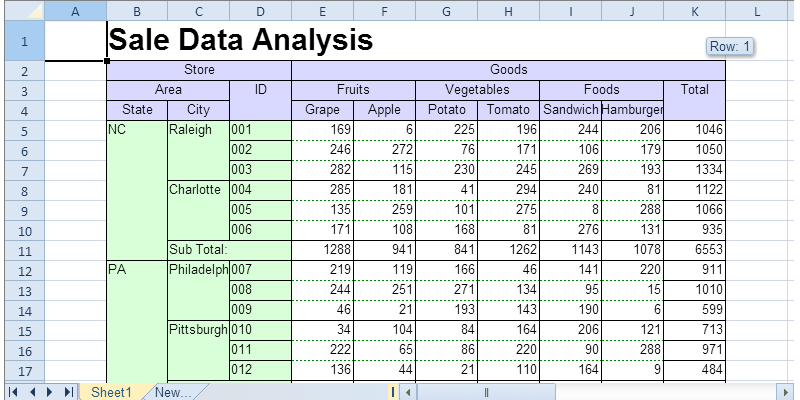 A B C D E F G H I J K L
1 Sale Data Analysis Row: 1
2 Store Goods
3 Area ID Fruits Vegetables Foods Total
4 State City Grape Apple Potato Tomato Sandwich Hamburger
5 NC Raleigh 001 169 6 225 196 244 206 1046
6 002 246 272 76 171 106 179 1050
7 003 282 115 230 245 269 193 1334
8 Charlotte 004 285 181 41 294 240 81 1122
9 005 135 259 101 275 8 288 1066
10 006 171 108 168 81 276 131 935
11 Sub Total: 1288 941 841 1262 1143 1078 6553
12 PA Philadelph 007 219 119 166 46 141 220 911
13 008 244 251 271 134 95 15 1010
14 009 46 21 193 143 190 6 599
15 Pittsburgh 010 34 104 84 164 206 121 713
16 011 222 65 86 220 90 288 971
17 012 136 44 21 110 164 9 484
Sheet1 New...